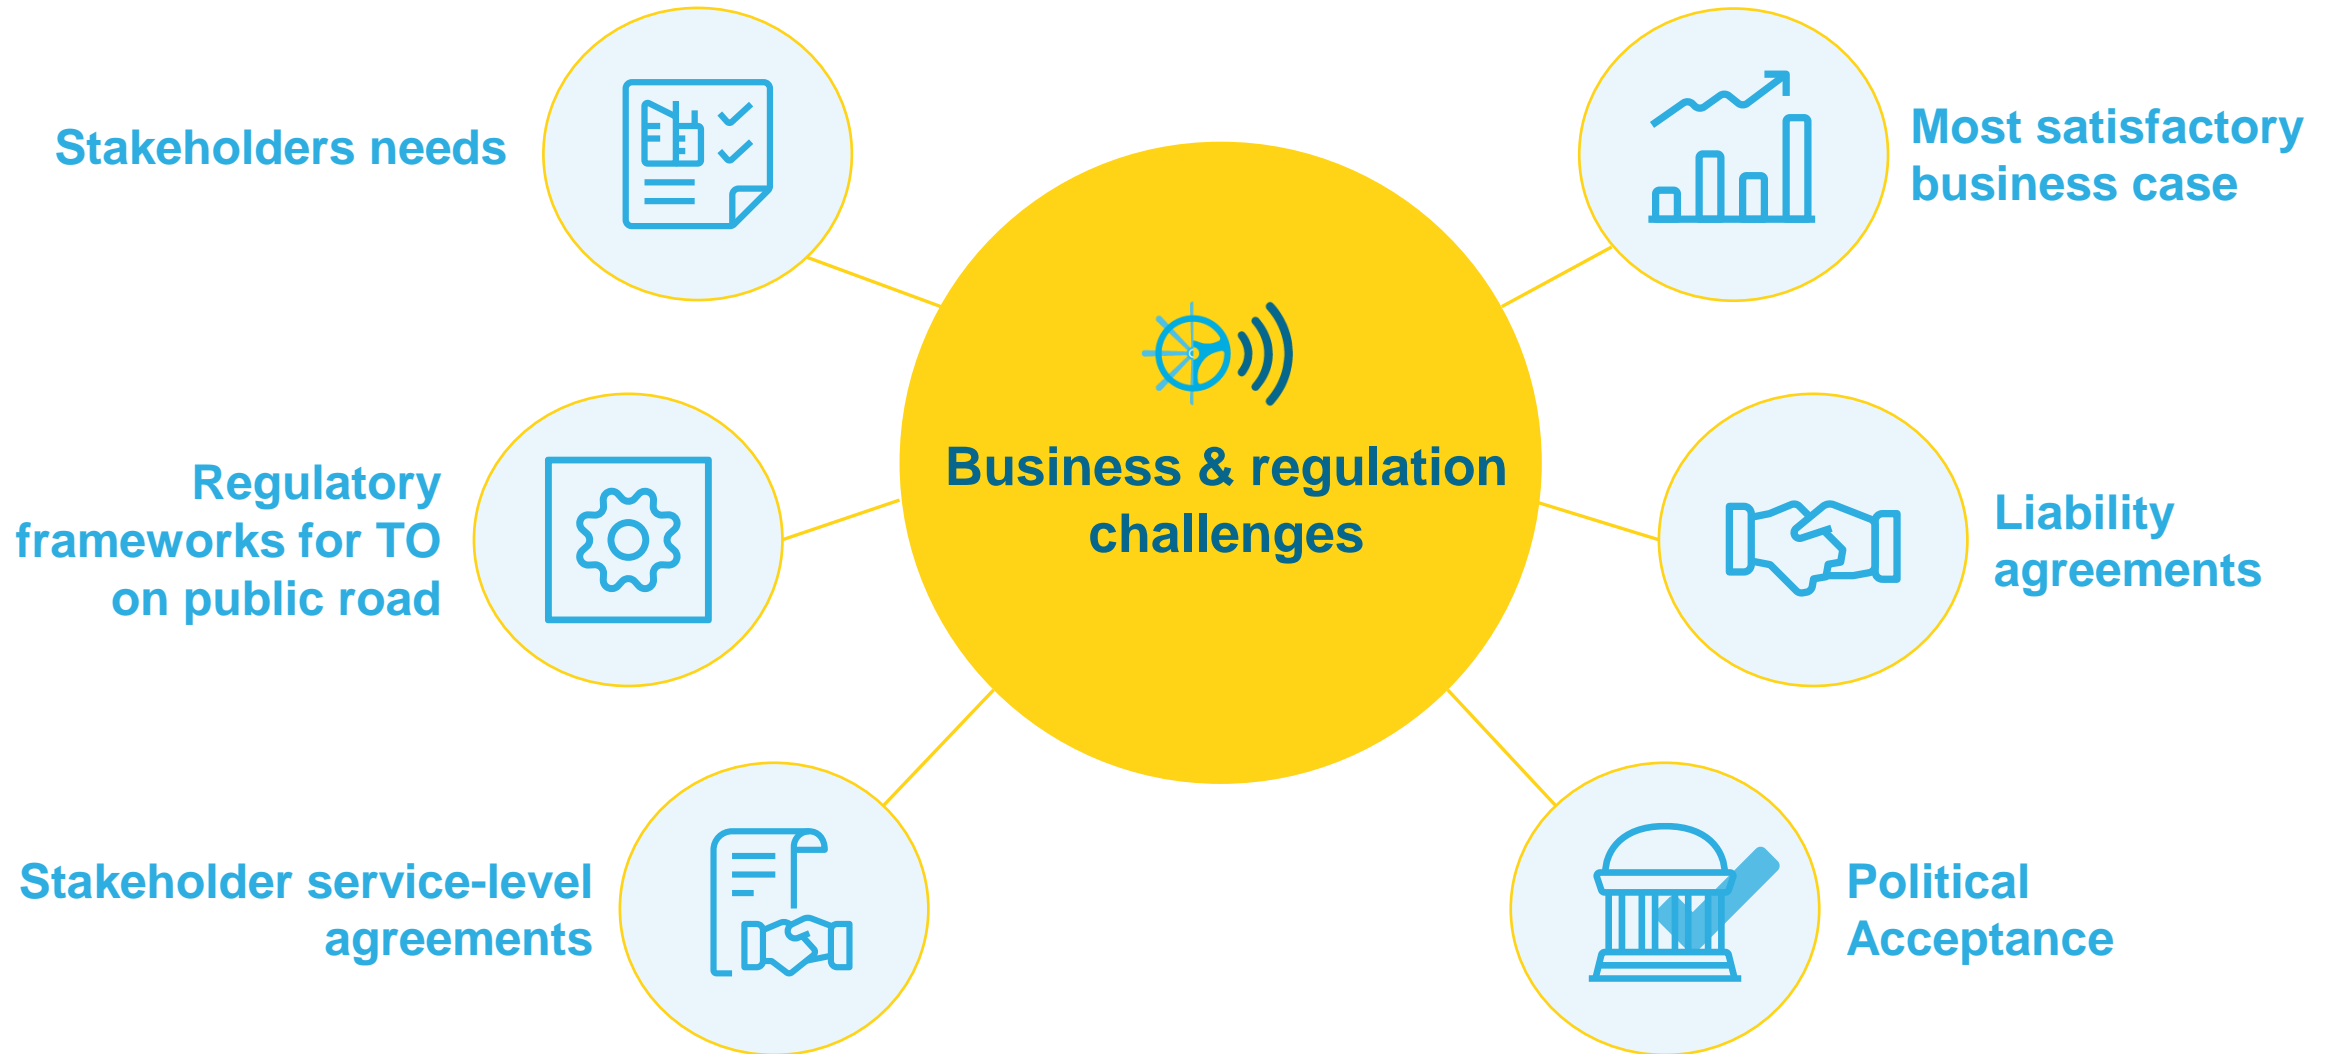 Stakeholders needs
Regulatory
frameworks for TO
on public road
Stakeholder service-level
agreements
Business & regulation
challenges
Most satisfactory
business case
Liability
agreements
Political
Acceptance